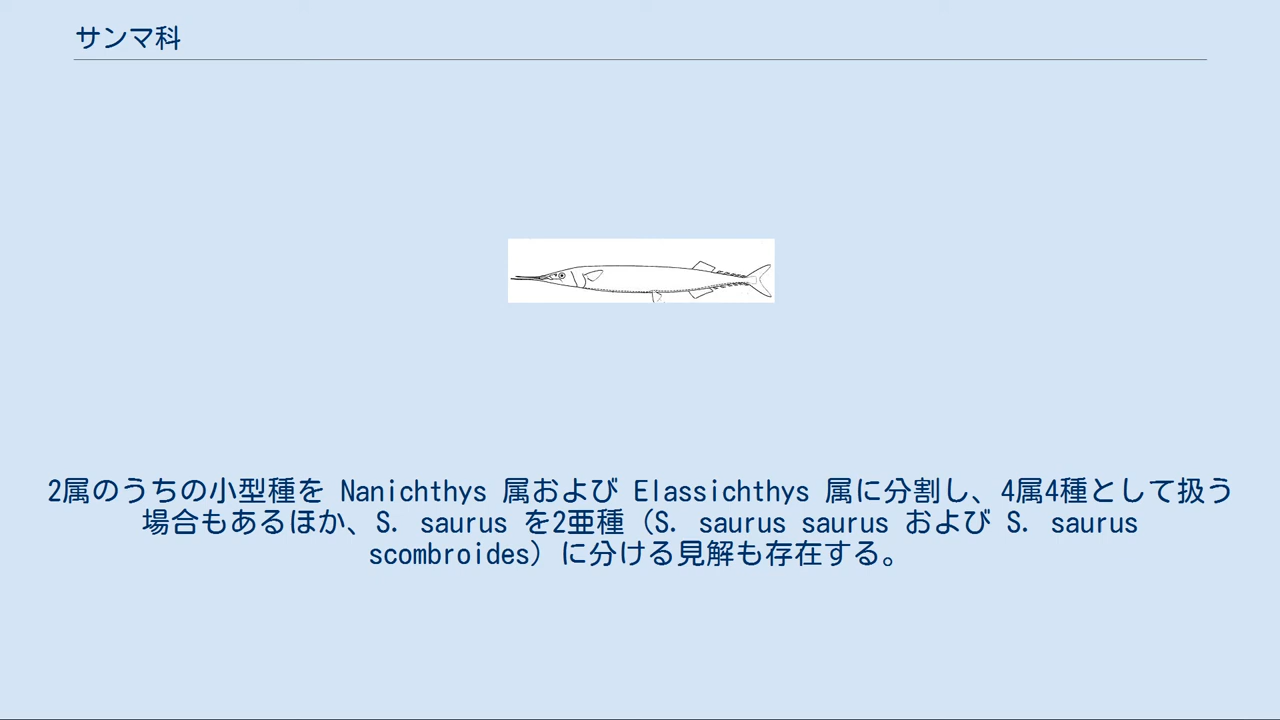 サンマ科
2属のうちの小型種を Nanichthys 属および Elassichthys 属に分割し、4属4種として扱う
場合もあるほか、S. saurus を2亜種（S. saurus saurus および S. saurus
scombroides）に分ける見解も存在する。